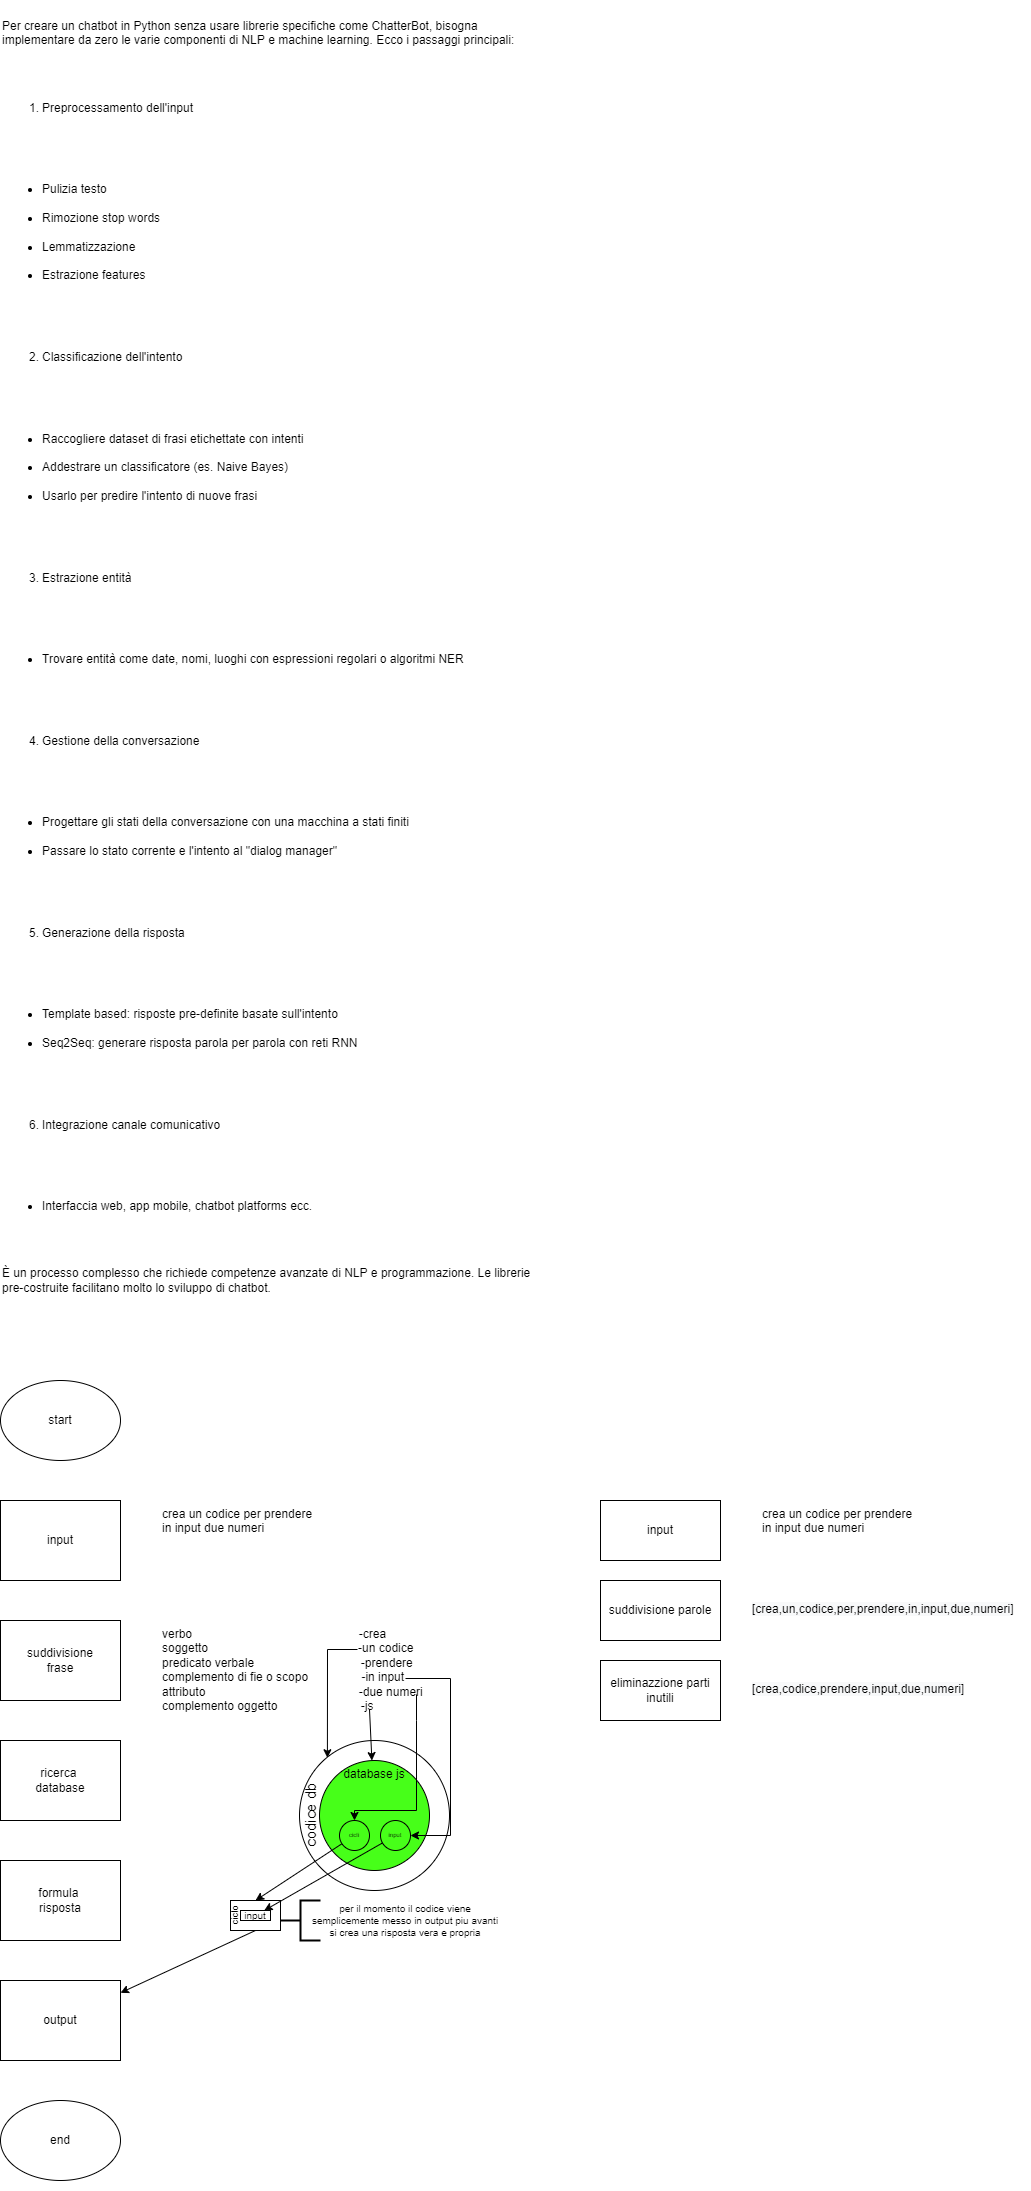 Per creare un chatbot in Python senza usare librerie specifiche come ChatterBot, bisogna
implementare da zero le varie componenti di NLP e machine learning. Ecco i passaggi principali:
1. Preprocessamento dell'input
• Pulizia testo
• Rimozione stop words
• Lemmatizzazione
• Estrazione features
2. Classificazione dell'intento
• Raccogliere dataset di frasi etichettate con intenti
• Addestrare un classificatore (es. Naive Bayes)
• Usarlo per predire l'intento di nuove frasi
3. Estrazione entità
• Trovare entità come date, nomi, luoghi con espressioni regolari o algoritmi NER
4. Gestione della conversazione
• Progettare gli stati della conversazione con una macchina a stati finiti
• Passare lo stato corrente e l'intento al "dialog manager"
5. Generazione della risposta
• Template based: risposte pre-definite basate sull'intento
• Seq2Seq: generare risposta parola per parola con reti RNN
6. Integrazione canale comunicativo
• Interfaccia web, app mobile, chatbot platforms ecc.
È un processo complesso che richiede competenze avanzate di NLP e programmazione. Le librerie
pre-costruite facilitano molto lo sviluppo di chatbot.
start
input
crea un codice per prendere
in input due numeri
suddivisione
frase
verbo -crea
soggetto -un codice
predicato verbale -prendere
complemento di fie o scopo -in input
attributo -due numeri
complemento oggetto -js
ricerca
database
codice db
database js
ciclo
input
formula
risposta
ciclo
input
per il momento il codice viene
semplicemente messo in output piu avanti
si crea una risposta vera e propria
output
end
input
crea un codice per prendere
in input due numeri
suddivisione parole
[crea,un,codice,per,prendere,in,input,due,numeri]
eliminazzione parti
inutili
[crea,codice,prendere,input,due,numeri]